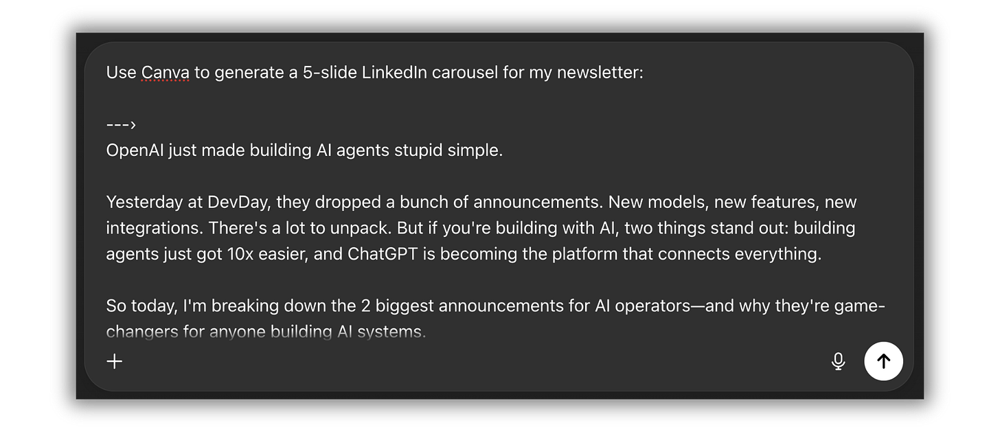 Use Canva to generate a 5-slide LinkedIn carousel for my newsletter:
---›
OpenAI just made building AI agents stupid simple.
Yesterday at DevDay, they dropped a bunch of announcements. New models, new features, new
integrations. There's a lot to unpack. But if you're building with AI, two things stand out: building
agents just got 10x easier, and ChatGPT is becoming the platform that connects everything.
So today, I'm breaking down the 2 biggest announcements for AI operators—and why they're game-
changers for anyone building AI systems.